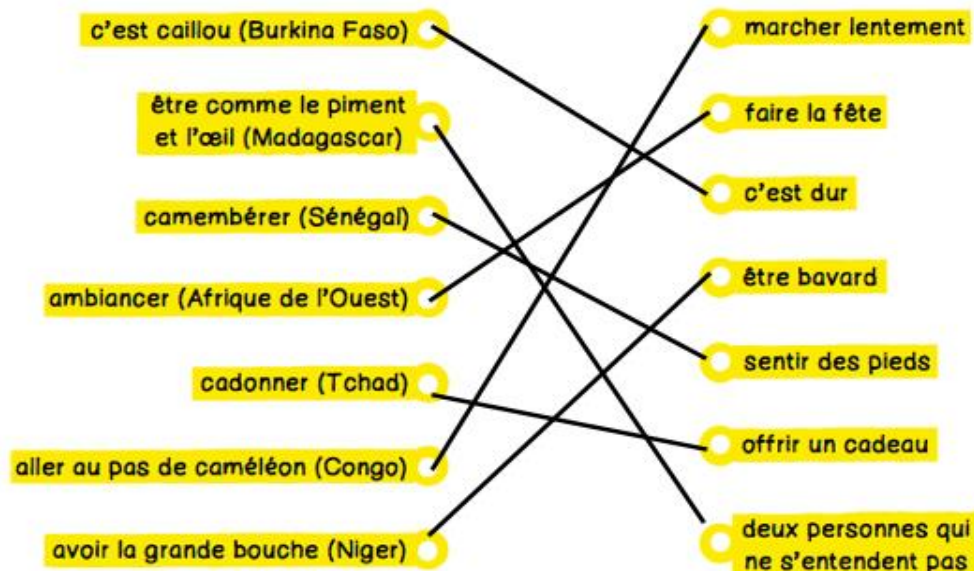 c'est caillou (Burkina Faso)
être comme le piment
et l'œil (Madagascar)
camembérer (Sénégal)
ambiancer (Afrique de l'Ouest)
cadonner (Tchad)
aller au pas de caméléon (Congo)
avoir la grande bouche (Niger)
marcher lentement
faire la fête
c'est dur
être bavard
sentir des pieds
offrir un cadeau
deux personnes qui
ne s'entendent pas